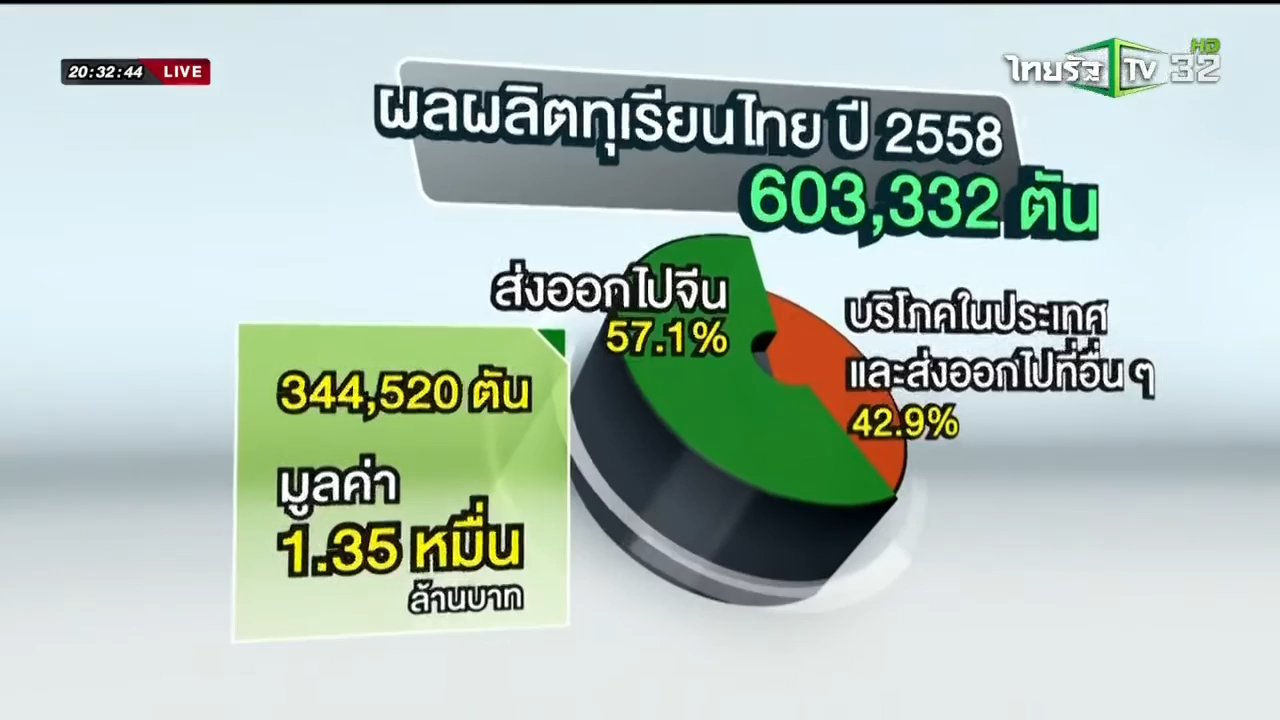 20:32:44 LIVE
ไทยรัฐ TV HD 32
ผลผลิตทุเรียนไทย ปี 2558
603,332 ตัน
ส่งออกไปจีน
57.1%
บริโภคในประเทศ
และส่งออกไปที่อื่น ๆ
42.9%
344,520 ตัน
มูลค่า
1.35 หมื่น
ล้านบาท